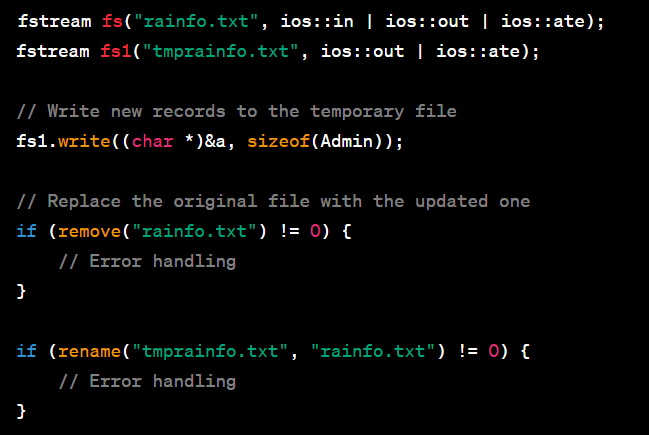 fstream fs("rainfo.txt", ios::in | ios::out | ios::ate);
fstream fs1("tmprainfo.txt", ios::out | ios::ate);

// Write new records to the temporary file
fs1.write((char *)&a, sizeof(Admin));

// Replace the original file with the updated one
if (remove("rainfo.txt") != 0) {
    // Error handling
}

if (rename("tmprainfo.txt", "rainfo.txt") != 0) {
    // Error handling
}